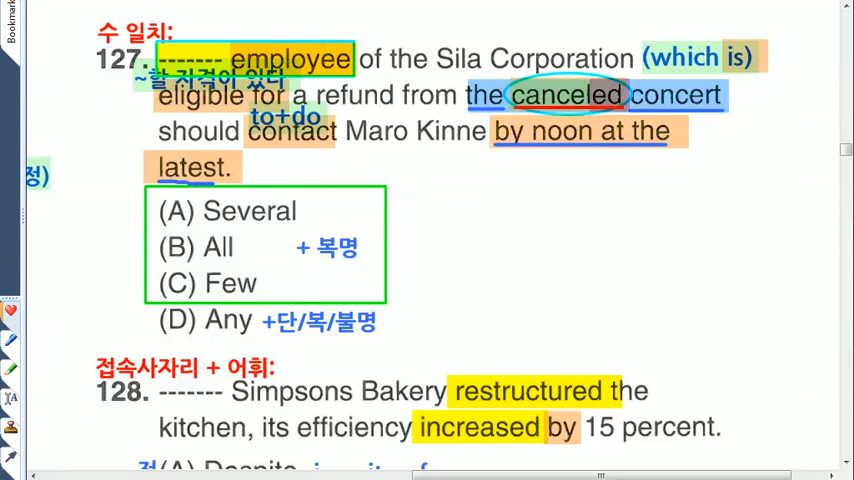 Bookmark
수 일치:
127. ------- employee of the Sila Corporation (which is)
~할 자격이 있다
eligible for a refund from the canceled concert
to+do
should contact Maro Kinne by noon at the
latest.
정)
(A) Several
(B) All + 복명
(C) Few
(D) Any +단/복/불명
접속사자리 + 어휘:
128. ------- Simpsons Bakery restructured the
kitchen, its efficiency increased by 15 percent.
(A) Despite